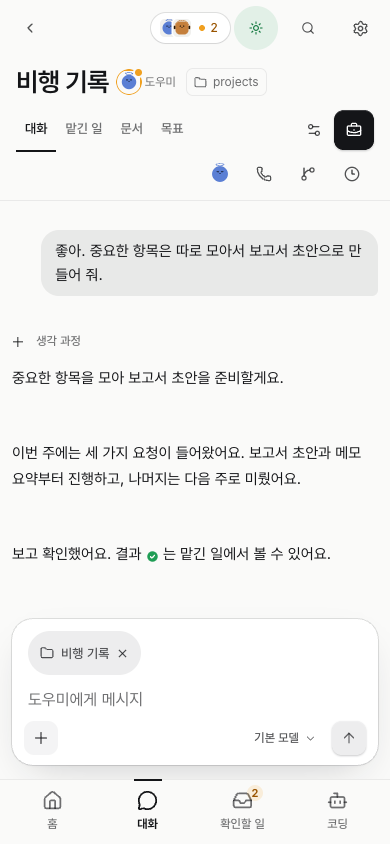 2
비행 기록
도우미
projects
대화
맡긴 일
문서
목표
좋아. 중요한 항목은 따로 모아서 보고서 초안으로 만
들어 줘.
생각 과정
중요한 항목을 모아 보고서 초안을 준비할게요.
이번 주에는 세 가지 요청이 들어왔어요. 보고서 초안과 메모
요약부터 진행하고, 나머지는 다음 주로 미뤘어요.
보고 확인했어요. 결과 는 맡긴 일에서 볼 수 있어요.
비행 기록
도우미에게 메시지
기본 모델
2
홈
대화
확인할 일
코딩